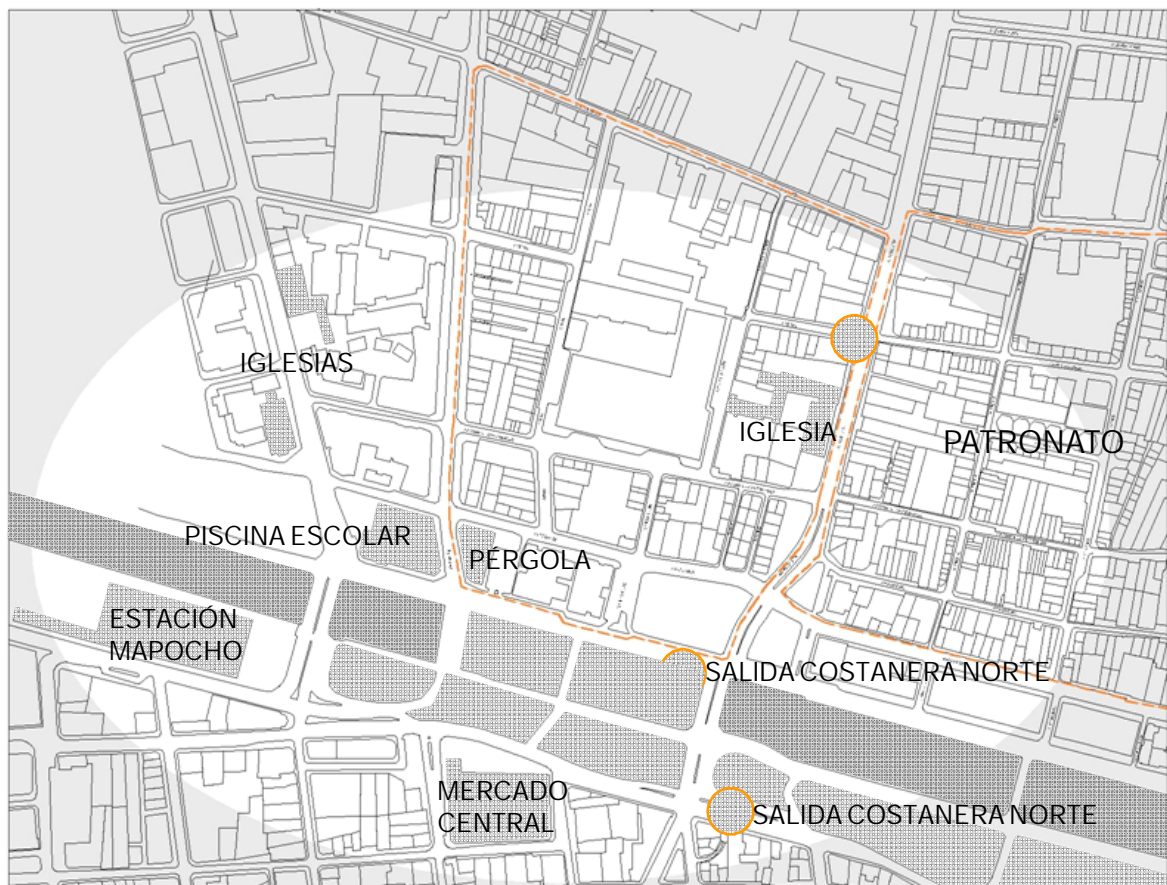 IGLESIAS
IGLESIA
PATRONATO
PISCINA ESCOLAR
PÉRGOLA
ESTACIÓN
MAPOCHO
SALIDA COSTANERA NORTE
MERCADO
CENTRAL
SALIDA COSTANERA NORTE